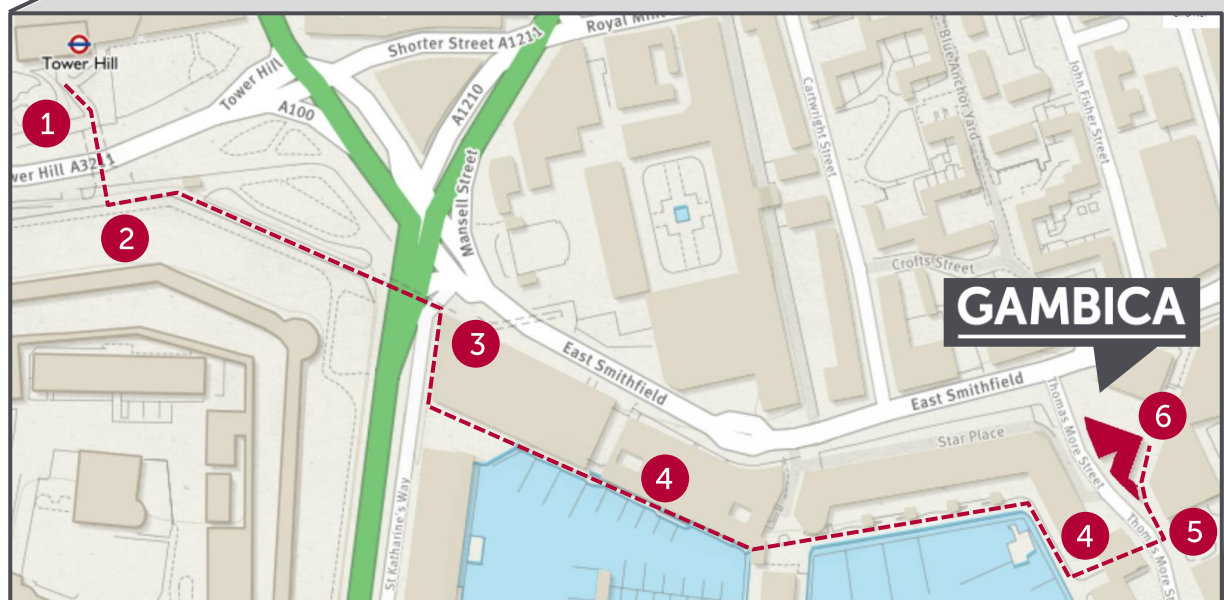 Tower Hill
1
wer Hill A3211
2
Tower Hill
A100
Shorter Street A1211
A1210
Mansell Street
Royal Min
3
East Smithfield
St Katharine's Way
4
Cartwright Street
Blue Anchor Yard
John Fisher Street
Crofts Street
GAMBICA
East Smithfield
Star Place
Thomas More Street
6
4
5
Thomas More St